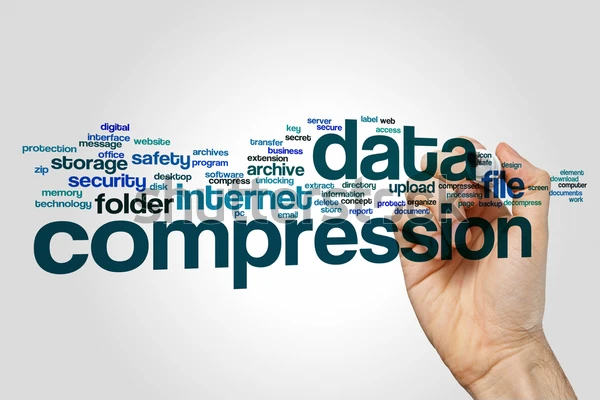 digital
interface
message
protection
office
website
zip
storage
safety
archives
program
security
desktop
disk
software
compress
memory
technology
folder
internet
pc
email
unlocking
archive
extension
business
transfer
key
secret
server
secure
label
web
access
data
extract
information
delete
store
directory
concept
report
upload
protect
document
organize
compressed
processing
page
backup
file
icon
safe
design
screen
decompress
element
download
computer
documents
work
compression
shutterstock